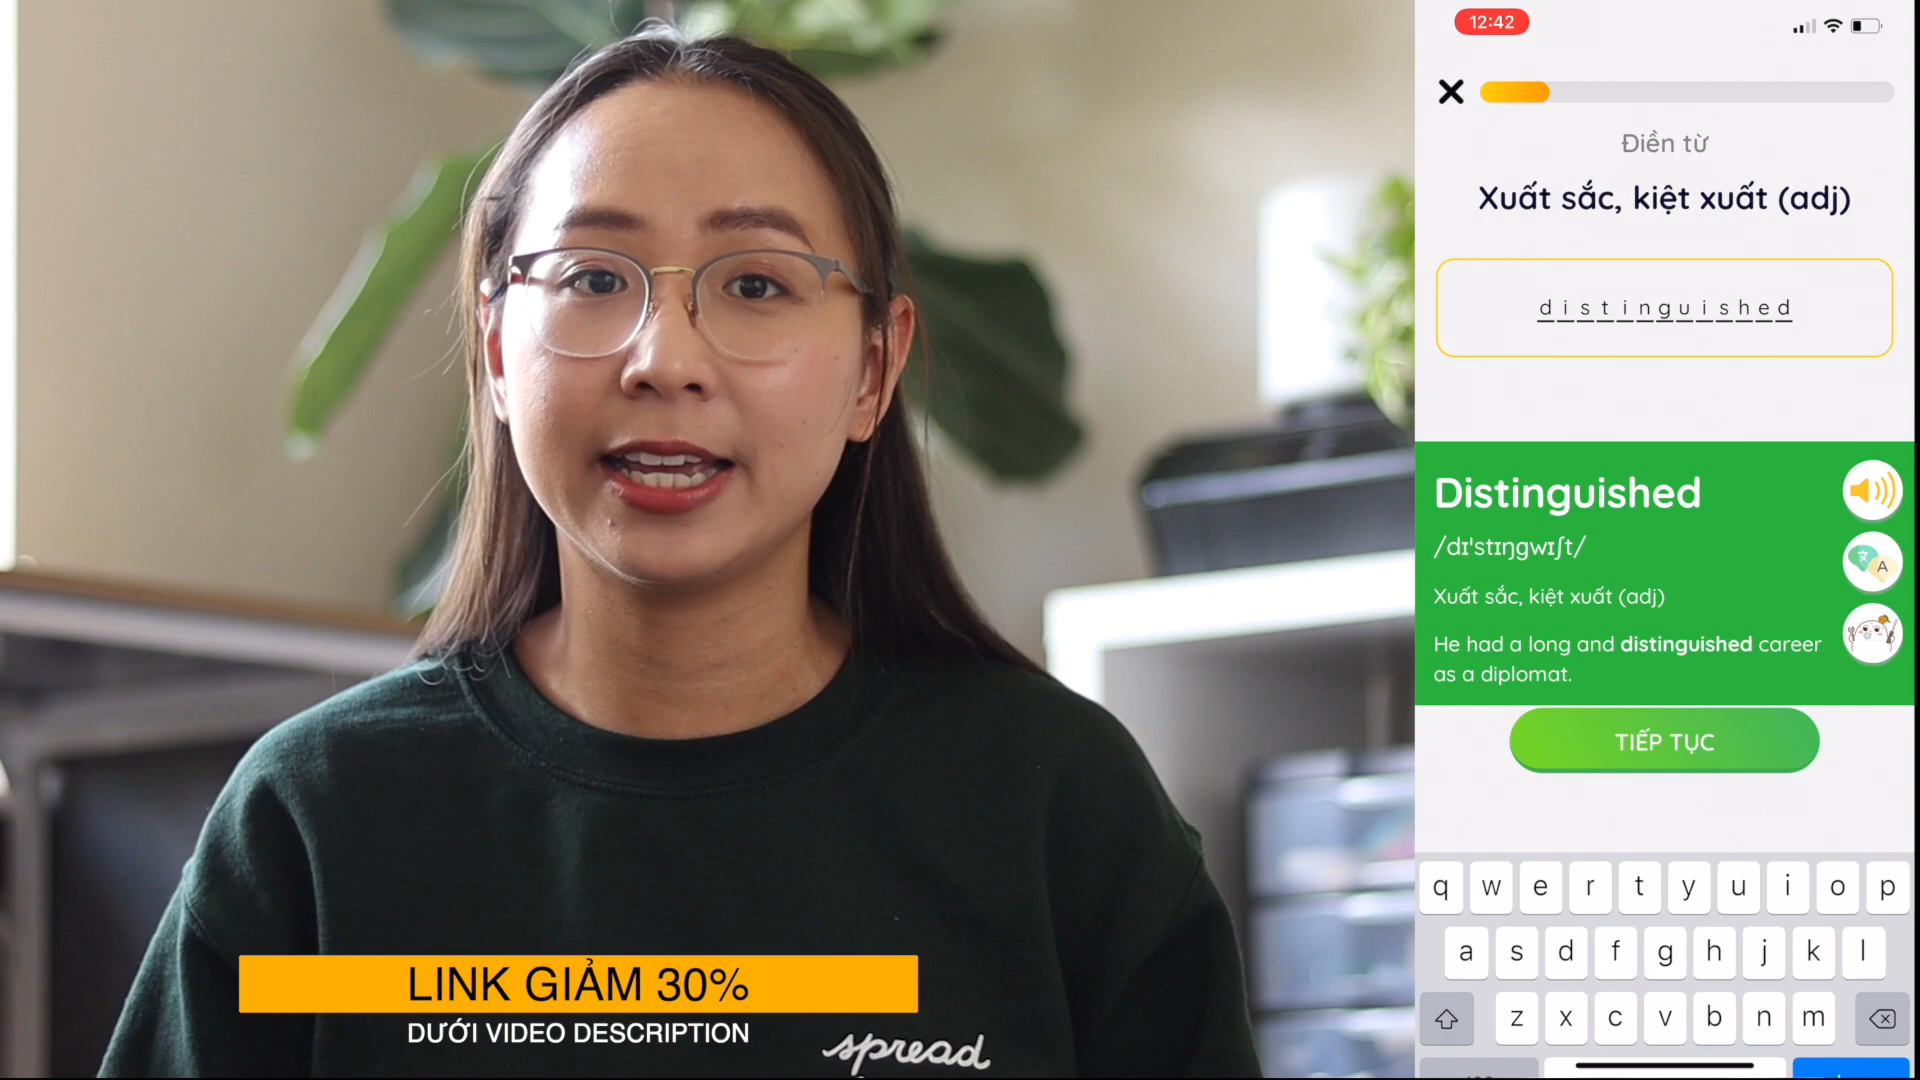 LINK GIẢM 30%
DƯỚI VIDEO DESCRIPTION
spread
12:42
Điền từ
Xuất sắc, kiệt xuất (adj)
distinguished
Distinguished
/dɪ'stɪŋgwɪʃt/
Xuất sắc, kiệt xuất (adj)
He had a long and distinguished career
as a diplomat.
文 A
TIẾP TỤC
q w e r t y u i o p
a s d f g h j k l
z x c v b n m